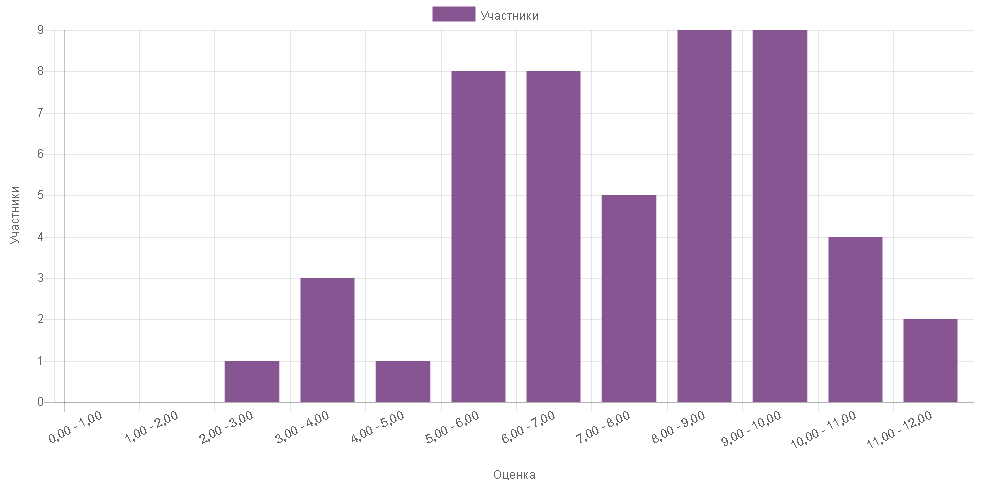 Участники
9
8
7
6
5
4
3
2
1
0
Участники
0,00 - 1,00
1,00 - 2,00
2,00 - 3,00
3,00 - 4,00
4,00 - 5,00
5,00 - 6,00
6,00 - 7,00
7,00 - 8,00
8,00 - 9,00
9,00 - 10,00
10,00 - 11,00
11,00 - 12,00
Оценка